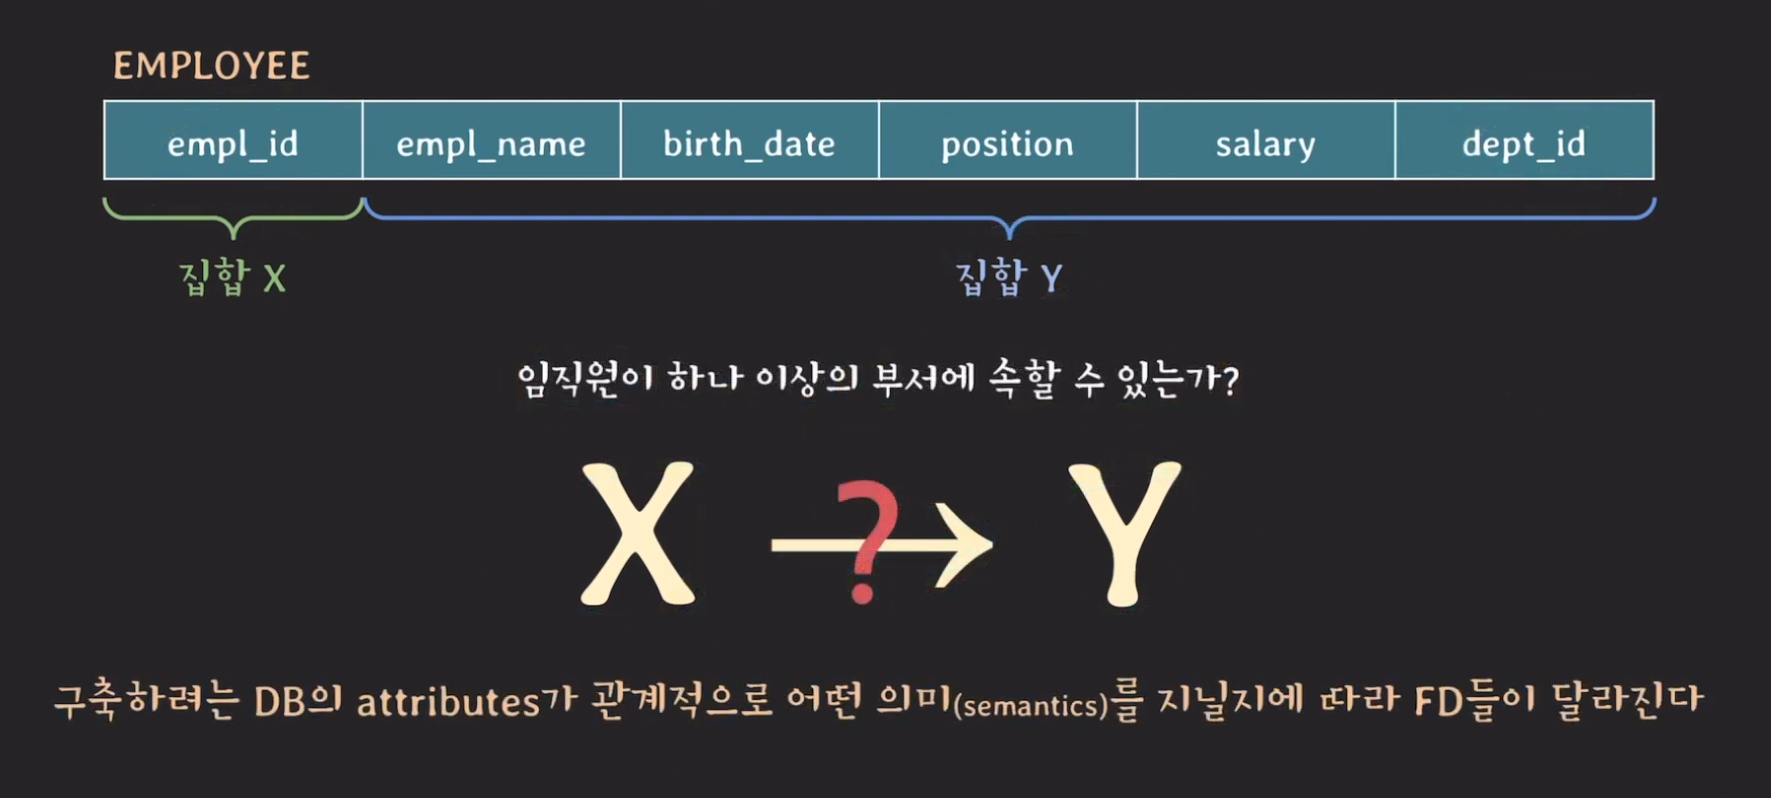 EMPLOYEE
empl_id empl_name birth_date position salary dept_id
집합 X 집합 Y
임직원이 하나 이상의 부서에 속할 수 있는가?
X ? Y
구축하려는 DB의 attributes가 관계적으로 어떤 의미(semantics)를 지닐지에 따라 FD들이 달라진다